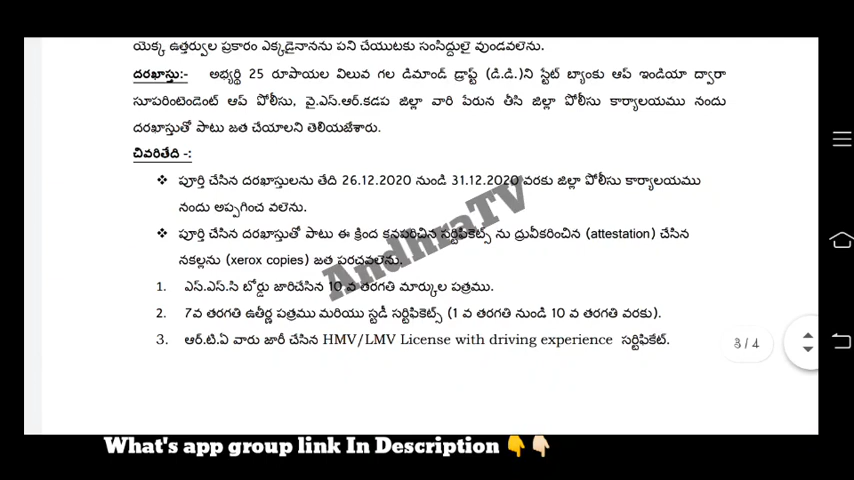 యొక్క ఉత్తర్వుల ప్రకారం ఎక్కడైనానను పని చేయుటకు సంసిద్దులై వుండవలెను.
దరఖాస్తు:- అభ్యర్థి 25 రూపాయల విలువ గల డిమాండ్ డ్రాఫ్ట్ (డి.డి.)ని స్టేట్ బ్యాంకు ఆప్ ఇండియా ద్వారా
సూపరింటెండెంట్ ఆప్ పోలీసు, వై.ఎస్.ఆర్.కడప జిల్లా వారి పేరున తీసి జిల్లా పోలీసు కార్యాలయము నందు
దరఖాస్తుతో పాటు జత చేయాలని తెలియజేశారు.
చివరితేది -:
❖ పూర్తి చేసిన దరఖాస్తులను తేది 26.12.2020 నుండి 31.12.2020 వరకు జిల్లా పోలీసు కార్యాలయము
నందు అప్పగించ వలెను.
❖ పూర్తి చేసిన దరఖాస్తుతో పాటు ఈ క్రింద కనపరిచిన సర్టిఫికెట్స్ ను ద్రువీకరించిన (attestation) చేసిన
నకల్లను (xerox copies) జత పరచవలెను.
1. ఎస్.ఎస్.సి బోర్డు జారిచేసిన 10 వ తరగతి మార్కుల పత్రము.
2. 7వ తరగతి ఉతీర్ణ పత్రము మరియు స్టడీ సర్టిఫికెట్స్ (1 వ తరగతి నుండి 10 వ తరగతి వరకు).
3. ఆర్.టి.ఏ వారు జారీ చేసిన HMV/LMV License with driving experience సర్టిఫికేట్.
AndhraTV
3/4
What's app group link In Description 👇👇🏻